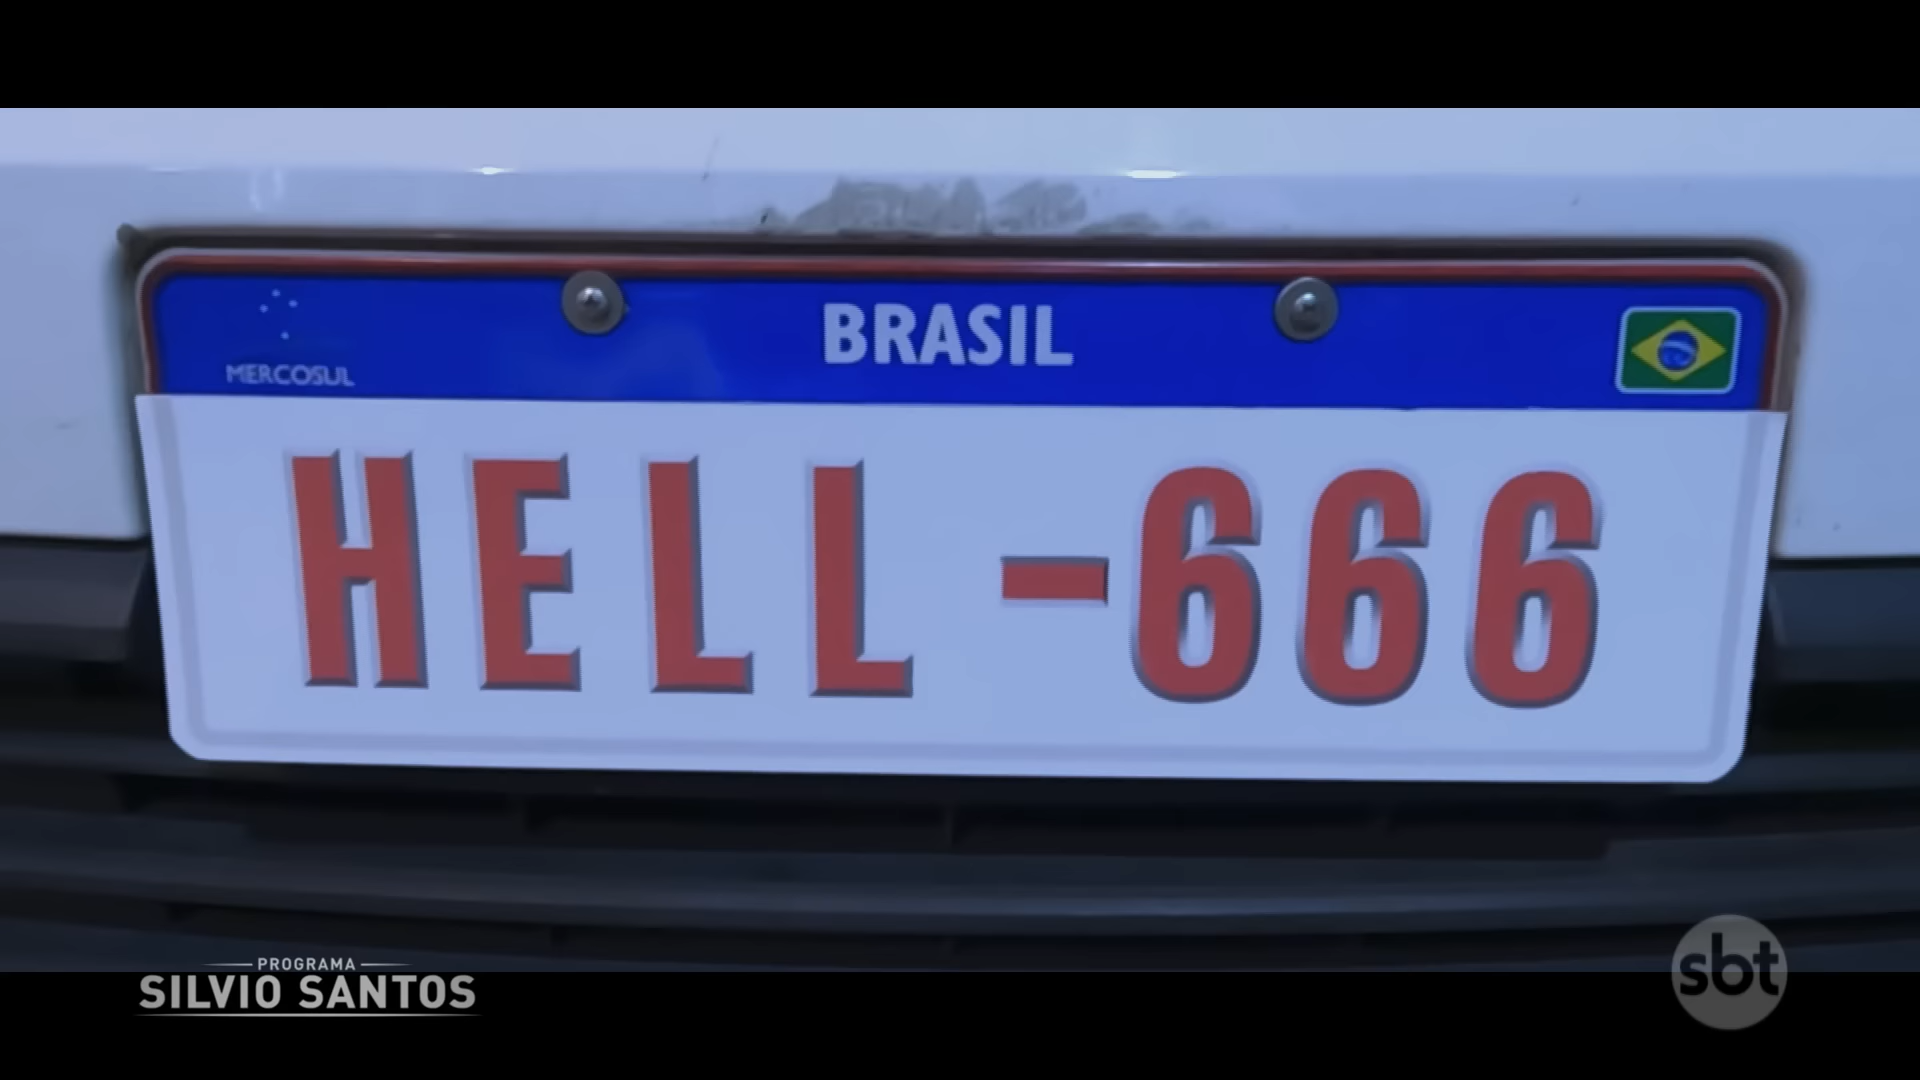 BRASIL
MERCOSUL
HELL -666
PROGRAMA
SILVIO SANTOS
sbt